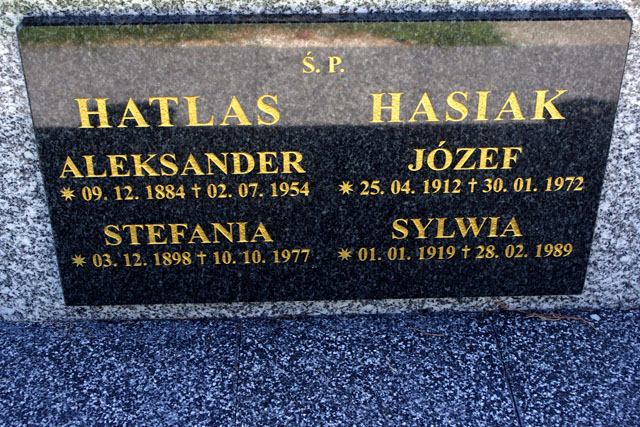 Ś. P.
HATLAS
ALEKSANDER
* 09. 12. 1884 † 02. 07. 1954
STEFANIA
* 03. 12. 1898 † 10. 10. 1977
HASIAK
JÓZEF
* 25. 04. 1912 † 30. 01. 1972
SYLWIA
* 01. 01. 1919 † 28. 02. 1989